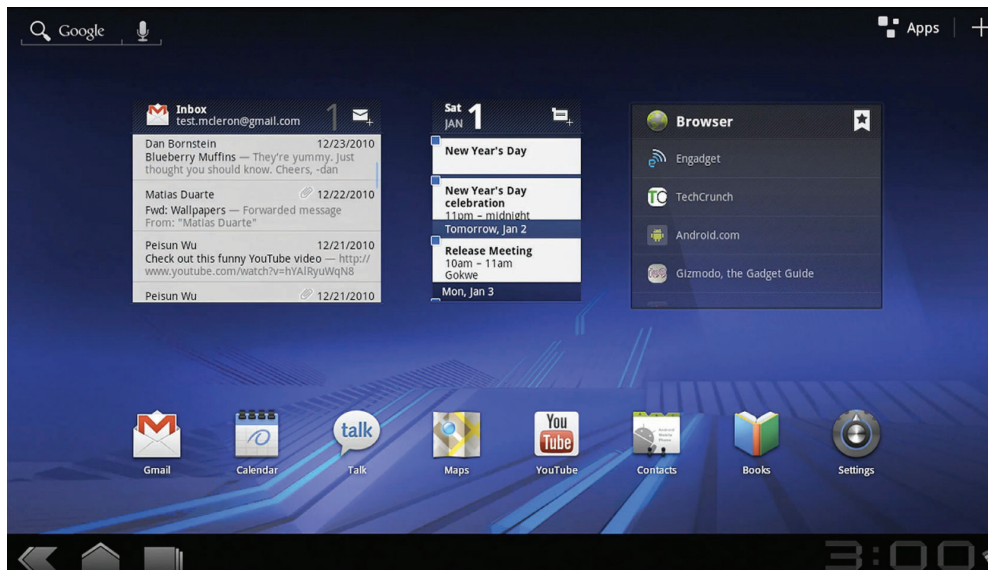 Google
Apps
Inbox
test.mcleron@gmail.com
1
Dan Bornstein 12/23/2010
Blueberry Muffins — They're yummy. Just
thought you should know. Cheers, -dan
Matias Duarte 12/22/2010
Fwd: Wallpapers — Forwarded message
From: "Matias Duarte"
Peisun Wu 12/21/2010
Check out this funny YouTube video — http://
www.youtube.com/watch?v=hYAlRyuWqN8
Peisun Wu 12/21/2010
Sat
JAN
1
New Year's Day
New Year's Day
celebration
11pm – midnight
Tomorrow, Jan 2
Release Meeting
10am – 11am
Gokwe
Mon, Jan 3
Browser
Engadget
TechCrunch
Android.com
Gizmodo, the Gadget Guide
talk
You
Tube
Gmail Calendar Talk Maps YouTube Contacts Books Settings
3:00